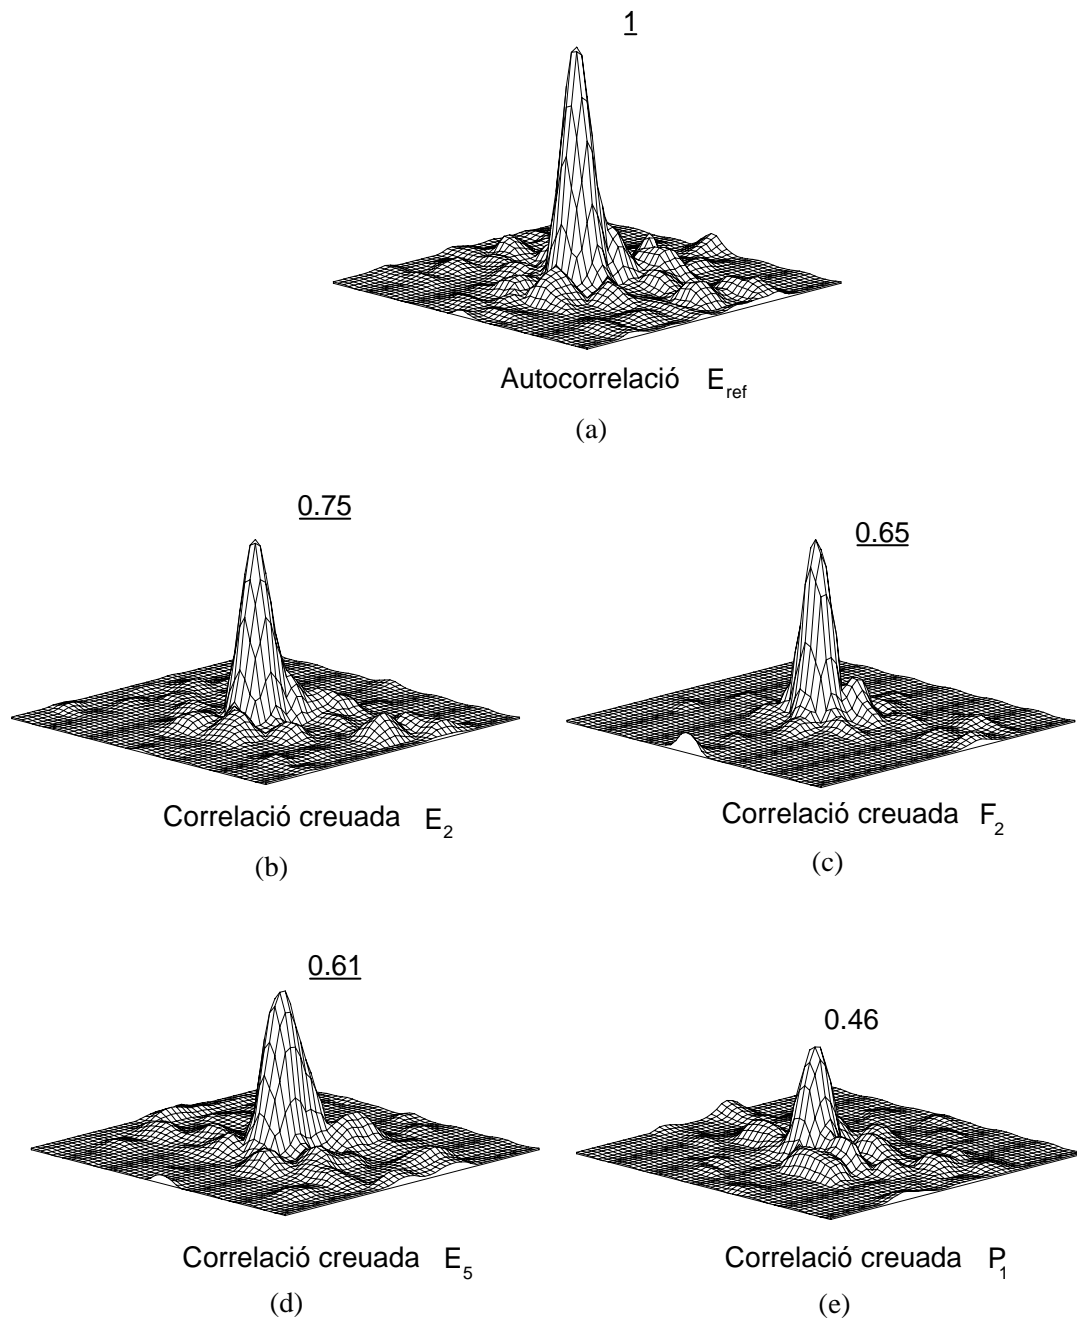 1
Autocorrelació E_ref
(a)
0.75
0.65
Correlació creuada E_2
(b)
Correlació creuada F_2
(c)
0.61
0.46
Correlació creuada E_5
(d)
Correlació creuada P_1
(e)